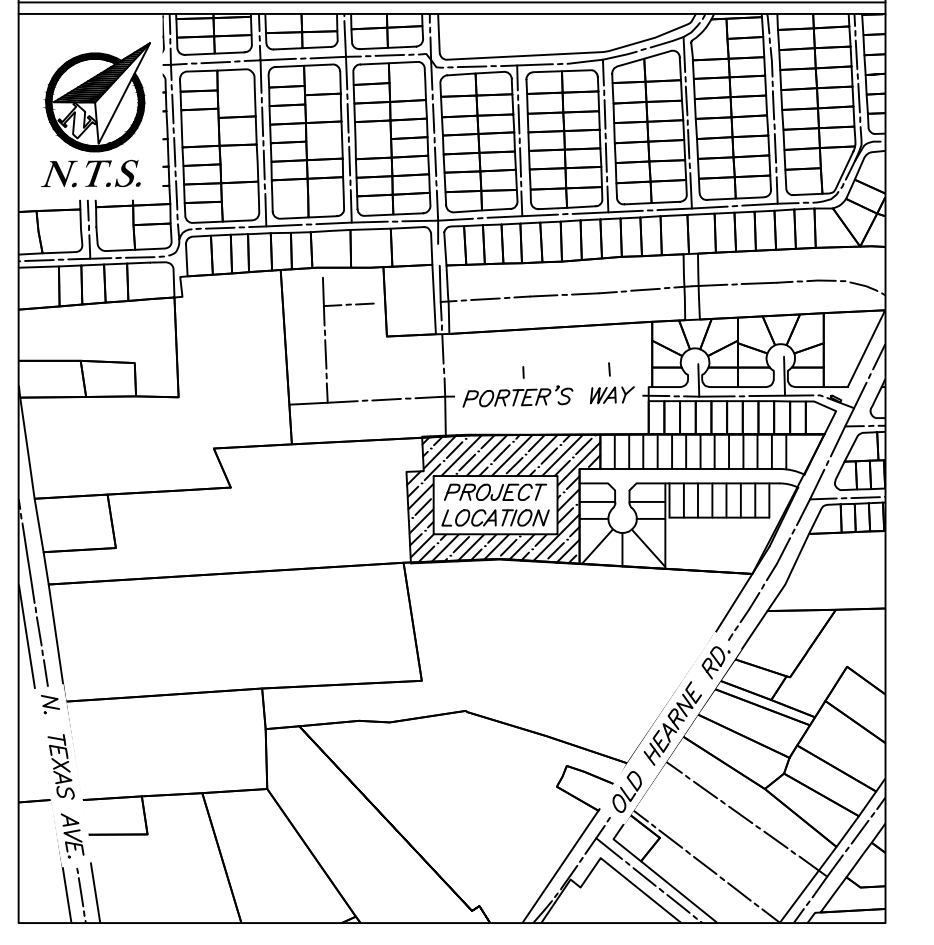 N
N.T.S.
PORTER'S WAY
PROJECT
LOCATION
OLD HEARNE RD.
N. TEXAS AVE.